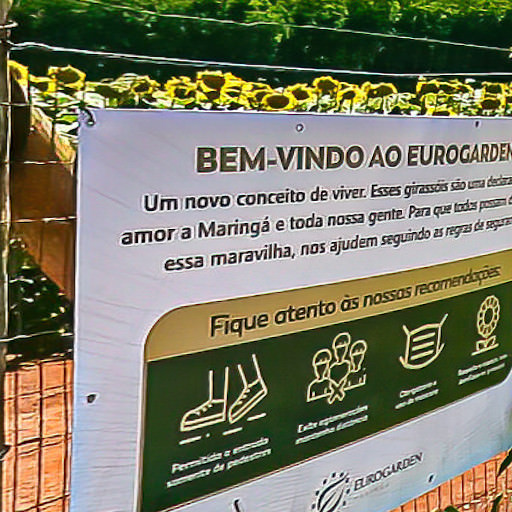 BEM-VINDO AO EUROGARDEN
Um novo conceito de viver. Esses girassóis são uma
amor a Maringá e toda nossa gente. Para que todos possam
essa maravilha, nos ajudem seguindo as regras de
Fique atento às nossas recomendações:
Permitida a entrada
somente de pedestres
Evite aglomerações
mantenha distância
Obrigatório o
uso de máscara
EUROGARDEN